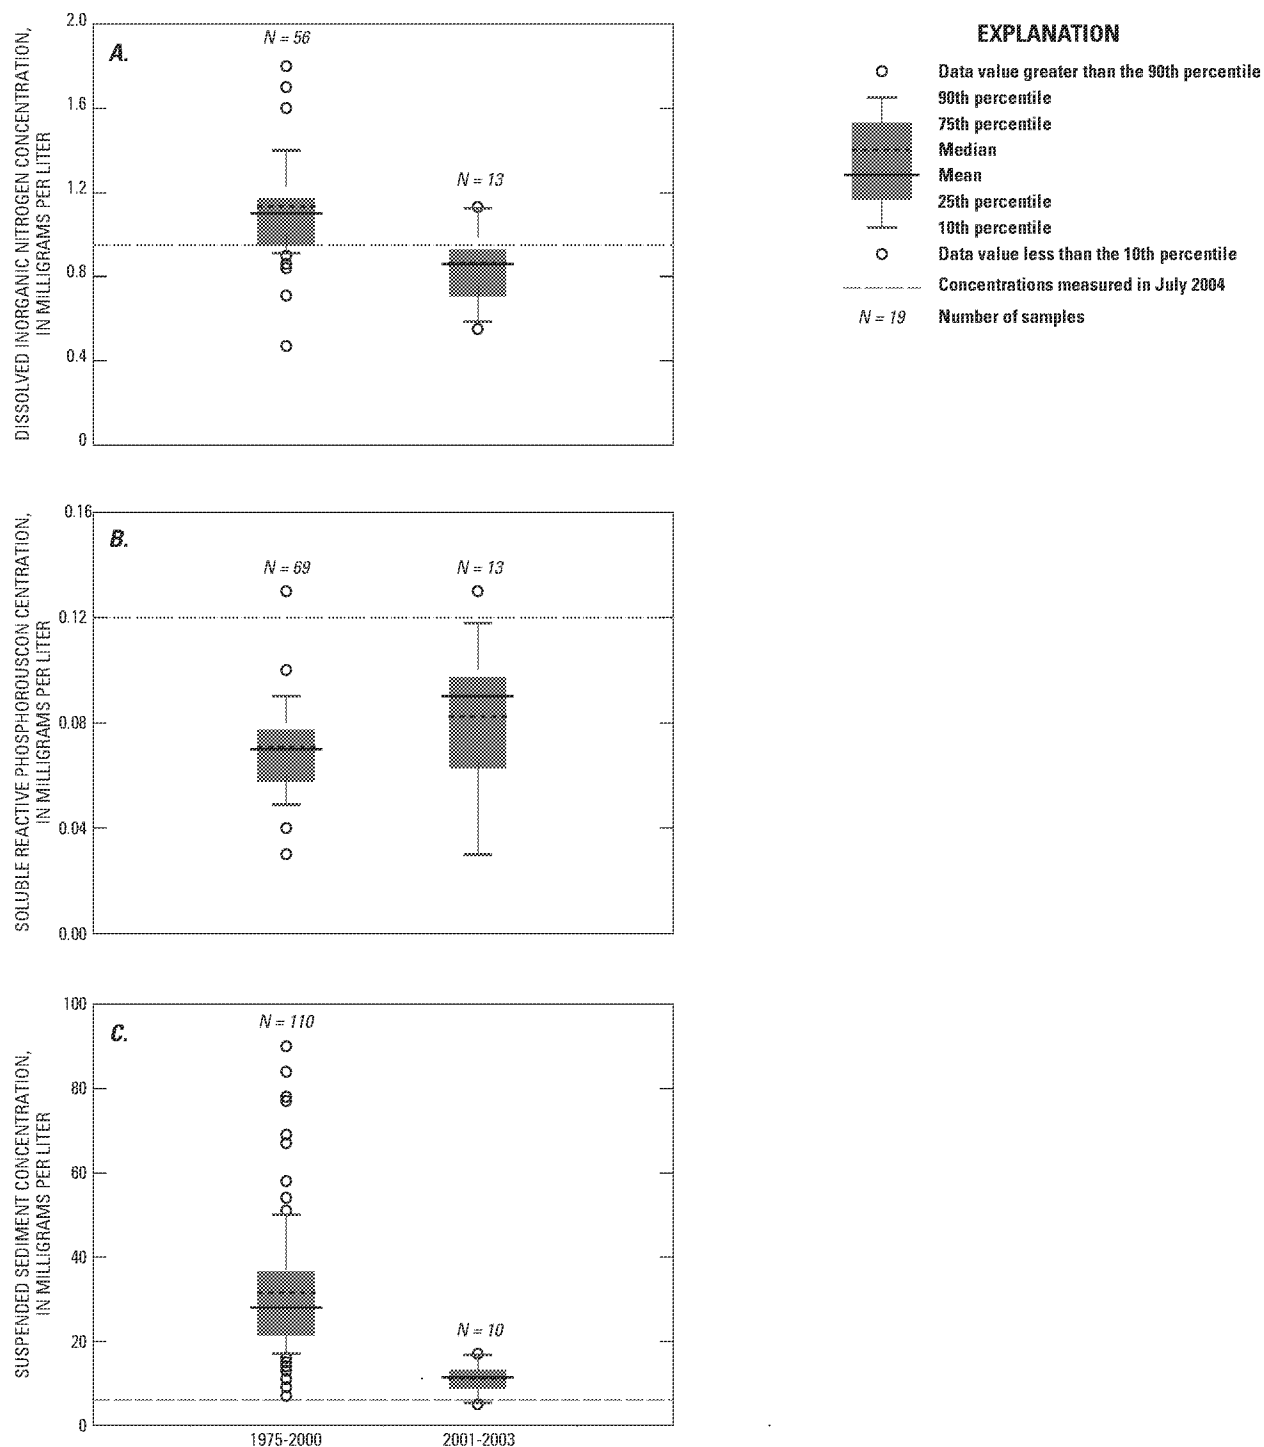 DISSOLVED INORGANIC NITROGEN CONCENTRATION,
IN MILLIGRAMS PER LITER
2.0
1.6
1.2
0.8
0.4
0
A.
N = 56
N = 13
EXPLANATION
Data value greater than the 90th percentile
90th percentile
75th percentile
Median
Mean
25th percentile
10th percentile
Data value less than the 10th percentile
Concentrations measured in July 2004
N = 19 Number of samples
SOLUBLE REACTIVE PHOSPHOROUSCON CENTRATION,
IN MILLIGRAMS PER LITER
0.16
0.12
0.08
0.04
0.00
B.
N = 69
N = 13
SUSPENDED SEDIMENT CONCENTRATION,
IN MILLIGRAMS PER LITER
100
80
60
40
20
0
C.
N = 110
N = 10
1975-2000
2001-2003